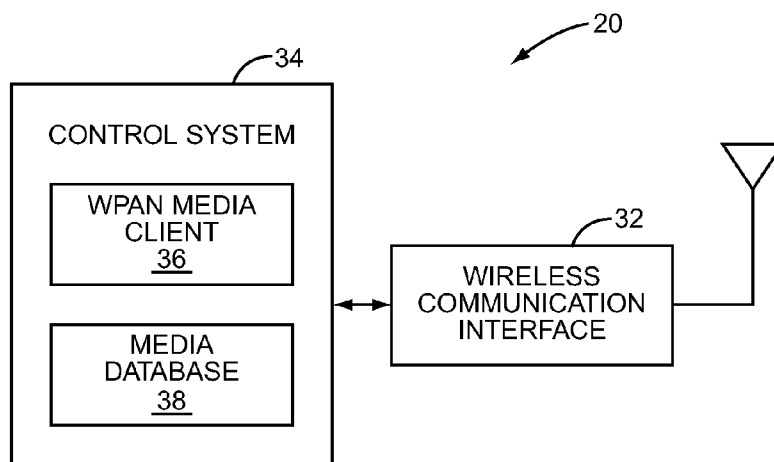 20
34
CONTROL SYSTEM
WPAN MEDIA
CLIENT
36
MEDIA
DATABASE
38
32
WIRELESS
COMMUNICATION
INTERFACE